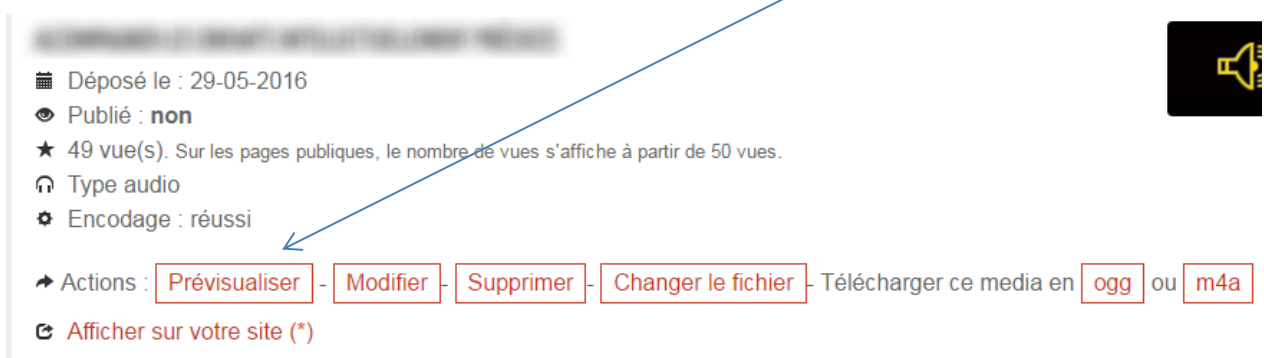 Déposé le : 29-05-2016
Publié : non
49 vue(s). Sur les pages publiques, le nombre de vues s'affiche à partir de 50 vues.
Type audio
Encodage : réussi
Actions : Prévisualiser - Modifier - Supprimer - Changer le fichier - Télécharger ce media en ogg ou m4a
Afficher sur votre site (*)